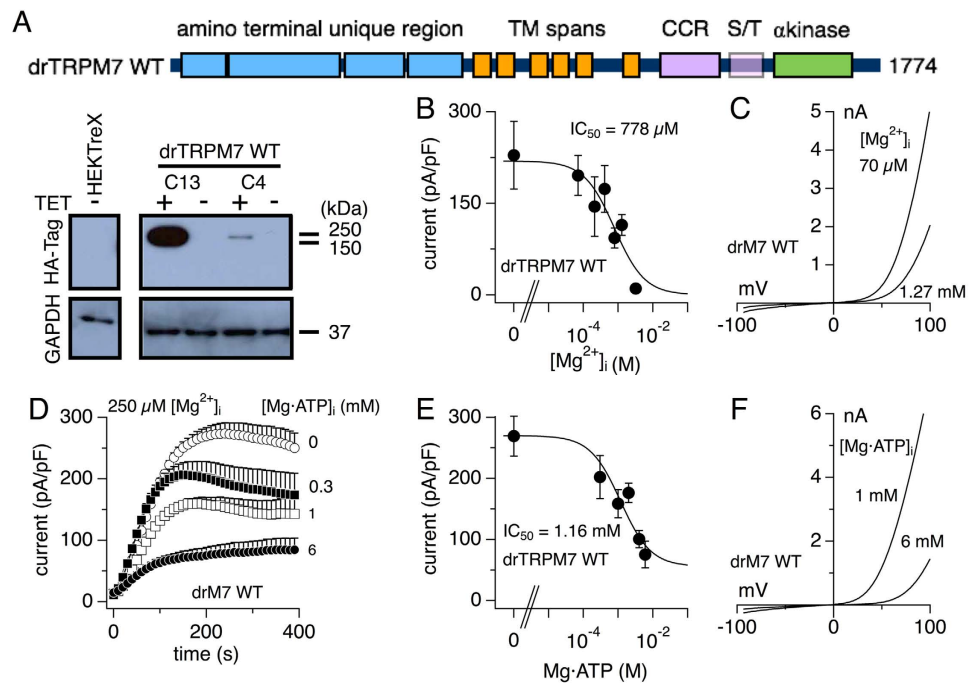 A
amino terminal unique region TM spans CCR S/T αkinase
drTRPM7 WT 1774
-HEKTreX
drTRPM7 WT
C13 C4
TET - + - + - (kDa)
HA-Tag
250
150
GAPDH
37
B
300
150
0
current (pA/pF)
IC50 = 778 µM
drTRPM7 WT
0 10-4 10-2
[Mg2+]i (M)
C
5 nA
4
3
2
1
[Mg2+]i
70 µM
drM7 WT
mV
1.27 mM
-100 0 100
D
250 µM [Mg2+]i [Mg·ATP]i (mM)
300
200
100
0
current (pA/pF)
0
0.3
1
6
drM7 WT
0 200 400
time (s)
E
300
200
100
0
current (pA/pF)
IC50 = 1.16 mM
drTRPM7 WT
0 10-4 10-2
Mg·ATP (M)
F
6 nA
4
2
[Mg·ATP]i
1 mM
6 mM
drM7 WT
mV
-100 0 100